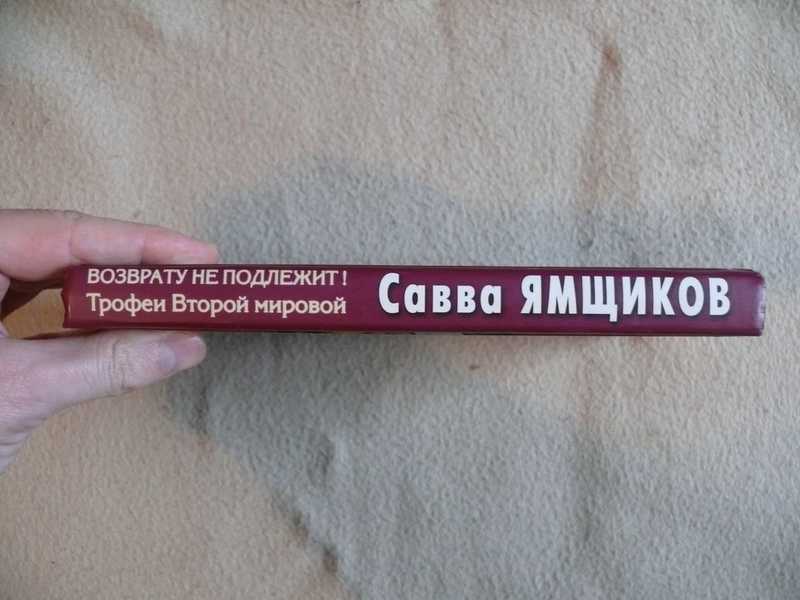 ВОЗВРАТУ НЕ ПОДЛЕЖИТ!
Трофеи Второй мировой
Савва ЯМЩИКОВ